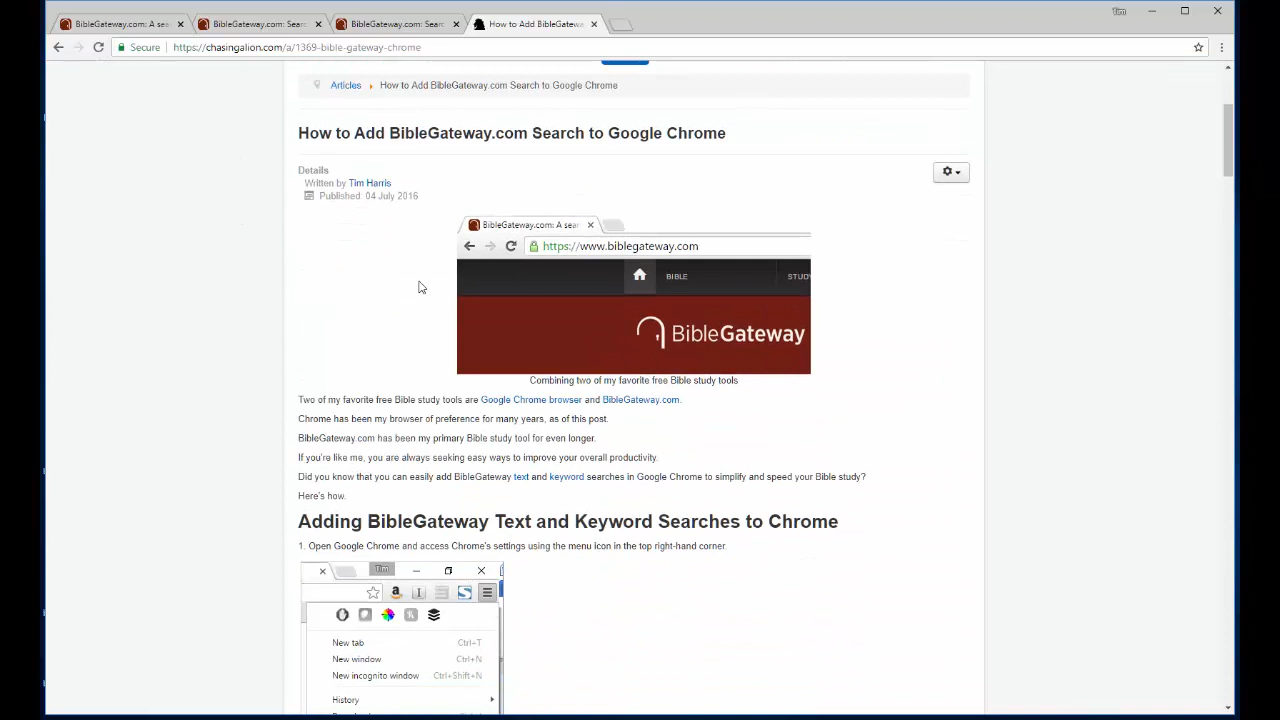 BibleGateway.com: A sea
BibleGateway.com: Searc
BibleGateway.com: Searc
How to Add BibleGatewa
Tim
Secure
https://chasingalion.com/a/1369-bible-gateway-chrome
Articles
How to Add BibleGateway.com Search to Google Chrome
How to Add BibleGateway.com Search to Google Chrome
Details
Written by Tim Harris
Published: 04 July 2016
BibleGateway.com: A sear
https://www.biblegateway.com
BIBLE
STUDY
BibleGateway
Combining two of my favorite free Bible study tools
Two of my favorite free Bible study tools are Google Chrome browser and BibleGateway.com.
Chrome has been my browser of preference for many years, as of this post.
BibleGateway.com has been my primary Bible study tool for even longer.
If you're like me, you are always seeking easy ways to improve your overall productivity.
Did you know that you can easily add BibleGateway text and keyword searches in Google Chrome to simplify and speed your Bible study?
Here's how.
Adding BibleGateway Text and Keyword Searches to Chrome
1. Open Google Chrome and access Chrome's settings using the menu icon in the top right-hand corner.
Tim
New tab Ctrl+T
New window Ctrl+N
New incognito window Ctrl+Shift+N
History